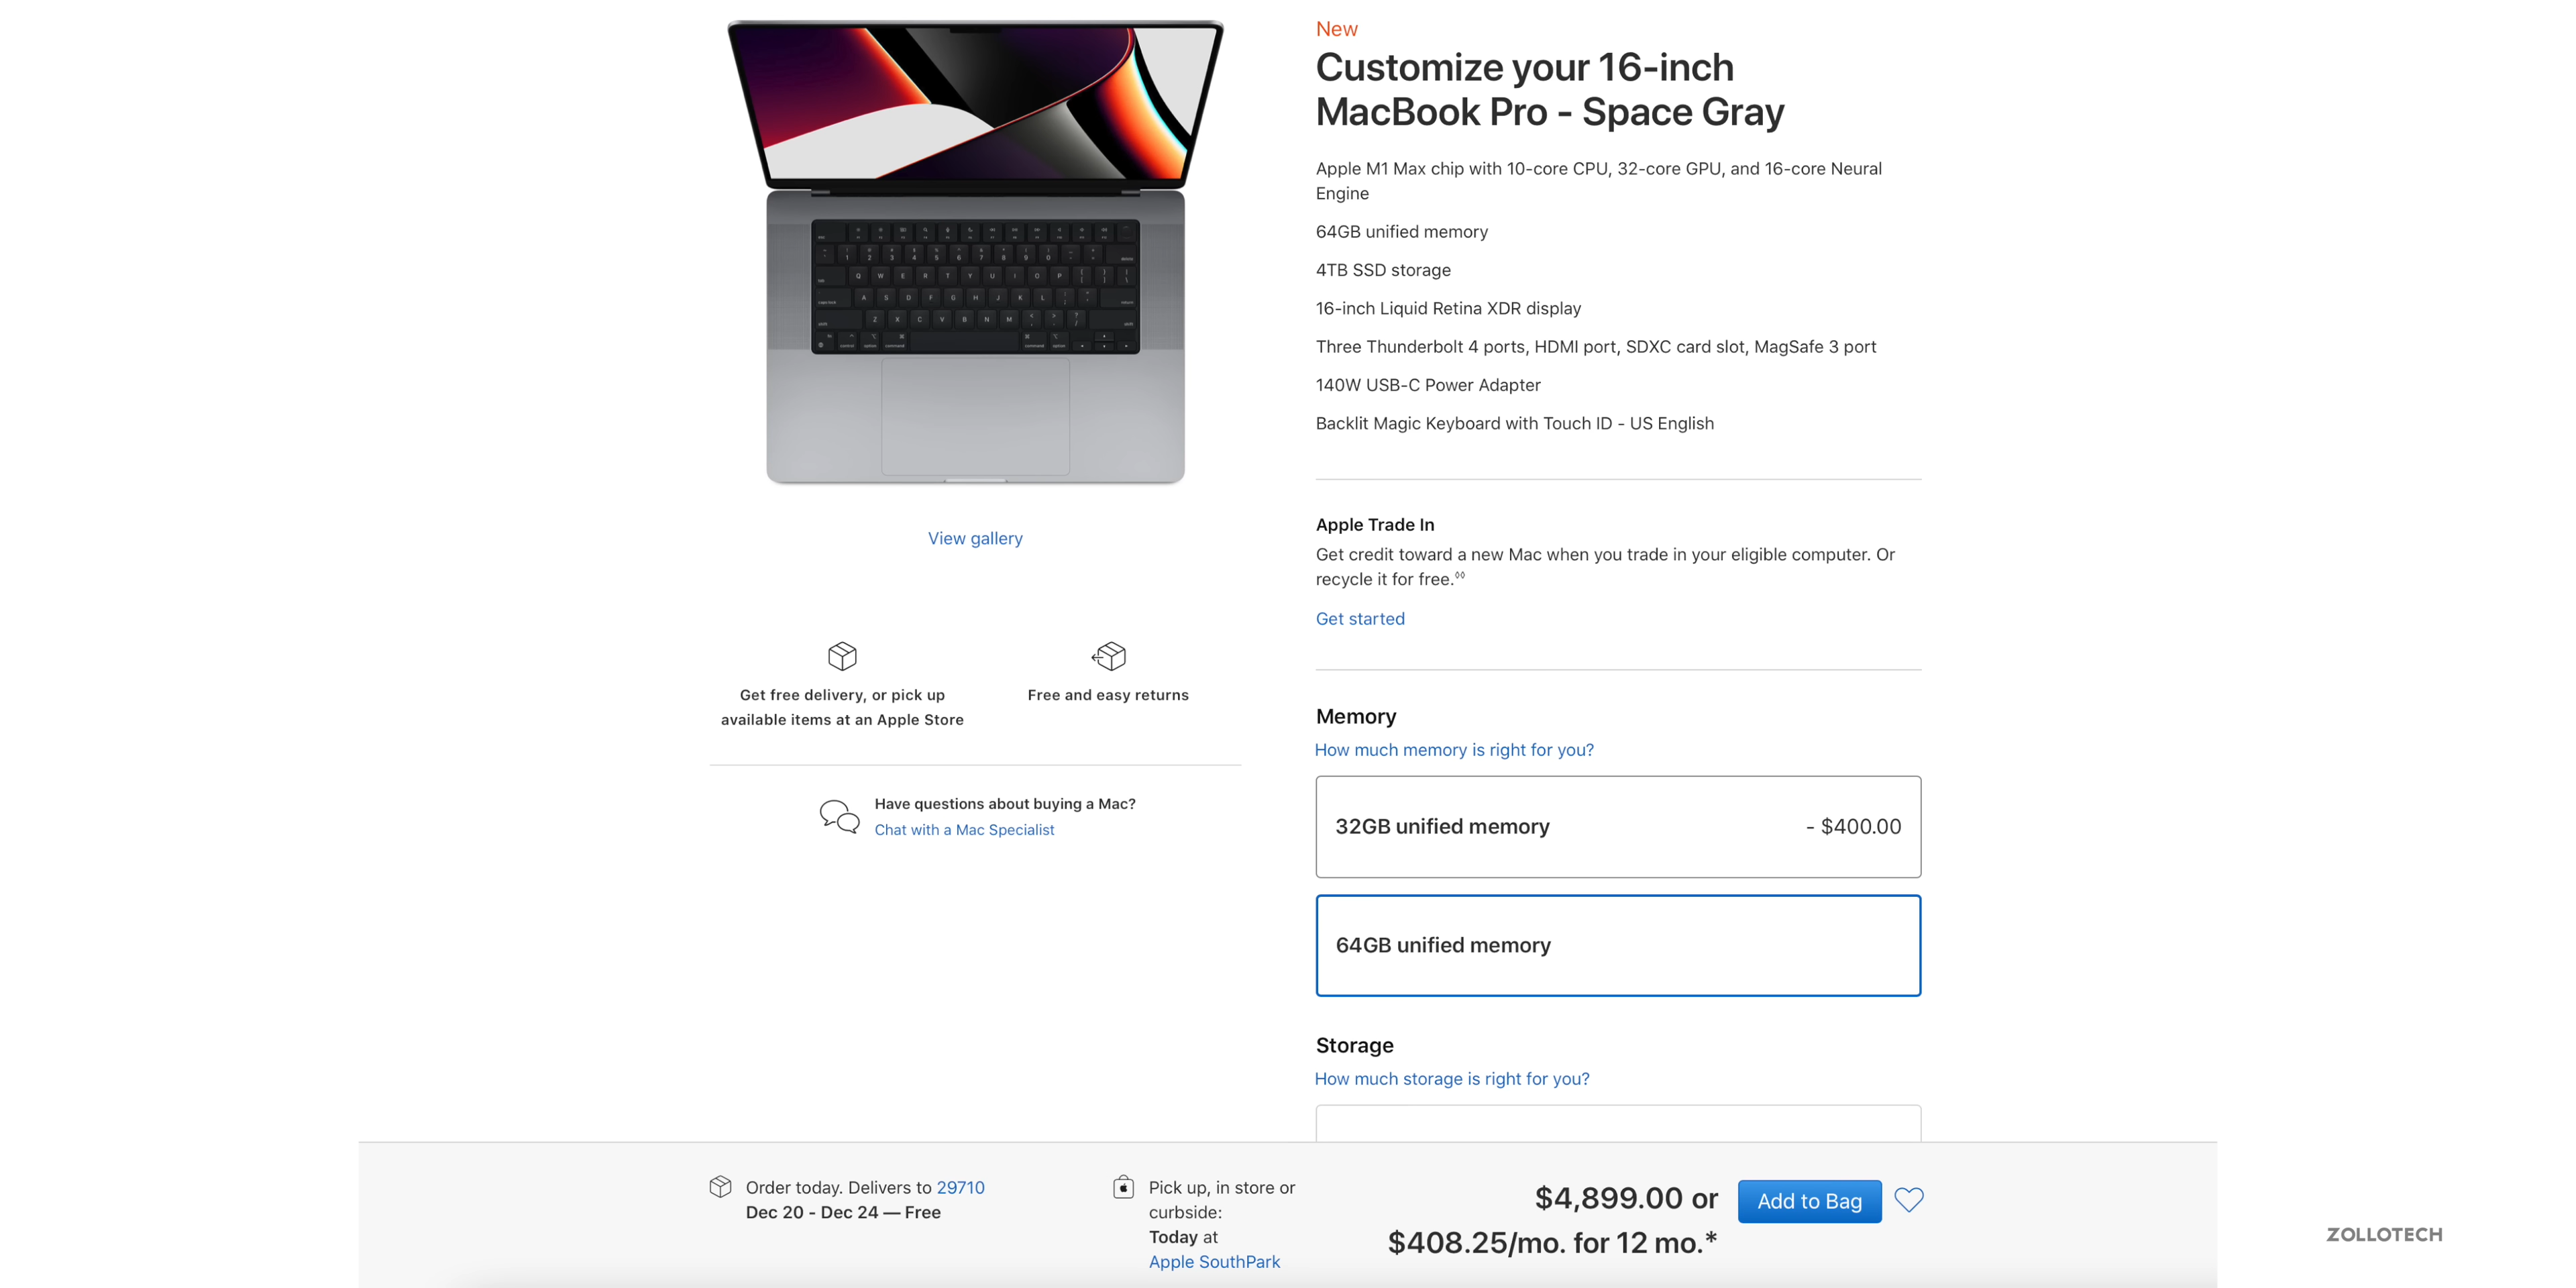 New
Customize your 16-inch
MacBook Pro - Space Gray
Apple M1 Max chip with 10-core CPU, 32-core GPU, and 16-core Neural
Engine
64GB unified memory
4TB SSD storage
16-inch Liquid Retina XDR display
Three Thunderbolt 4 ports, HDMI port, SDXC card slot, MagSafe 3 port
140W USB-C Power Adapter
Backlit Magic Keyboard with Touch ID - US English
View gallery
Get free delivery, or pick up
available items at an Apple Store
Free and easy returns
Have questions about buying a Mac?
Chat with a Mac Specialist
Apple Trade In
Get credit toward a new Mac when you trade in your eligible computer. Or
recycle it for free.◊◊
Get started
Memory
How much memory is right for you?
32GB unified memory - $400.00
64GB unified memory
Storage
How much storage is right for you?
Order today. Delivers to 29710
Dec 20 - Dec 24 — Free
Pick up, in store or
curbside:
Today at
Apple SouthPark
$4,899.00 or
$408.25/mo. for 12 mo.*
Add to Bag
ZOLLOTECH